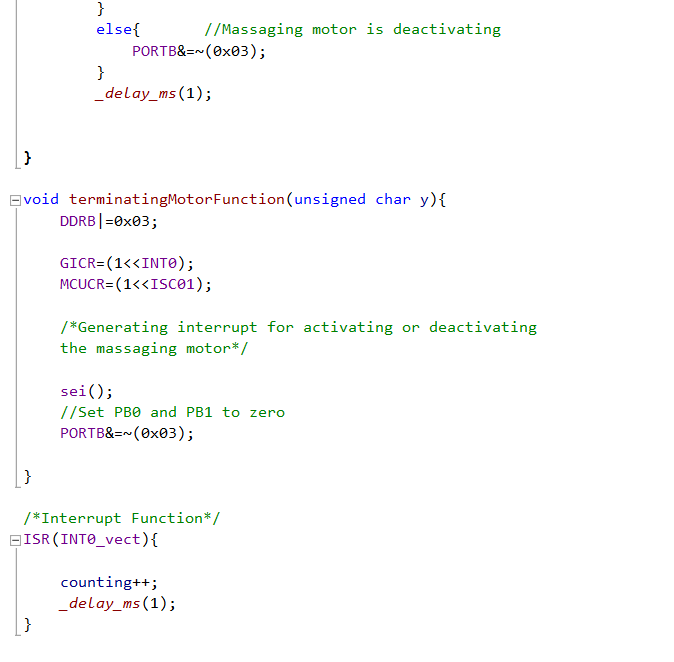 }
else{ //Massaging motor is deactivating
PORTB&=~(0x03);
}
_delay_ms(1);
}
void terminatingMotorFunction(unsigned char y){
DDRB|=0x03;
GICR=(1<<INT0);
MCUCR=(1<<ISC01);
/*Generating interrupt for activating or deactivating
the massaging motor*/
sei();
//Set PB0 and PB1 to zero
PORTB&=~(0x03);
}
/*Interrupt Function*/
ISR(INT0_vect){
counting++;
_delay_ms(1);
}